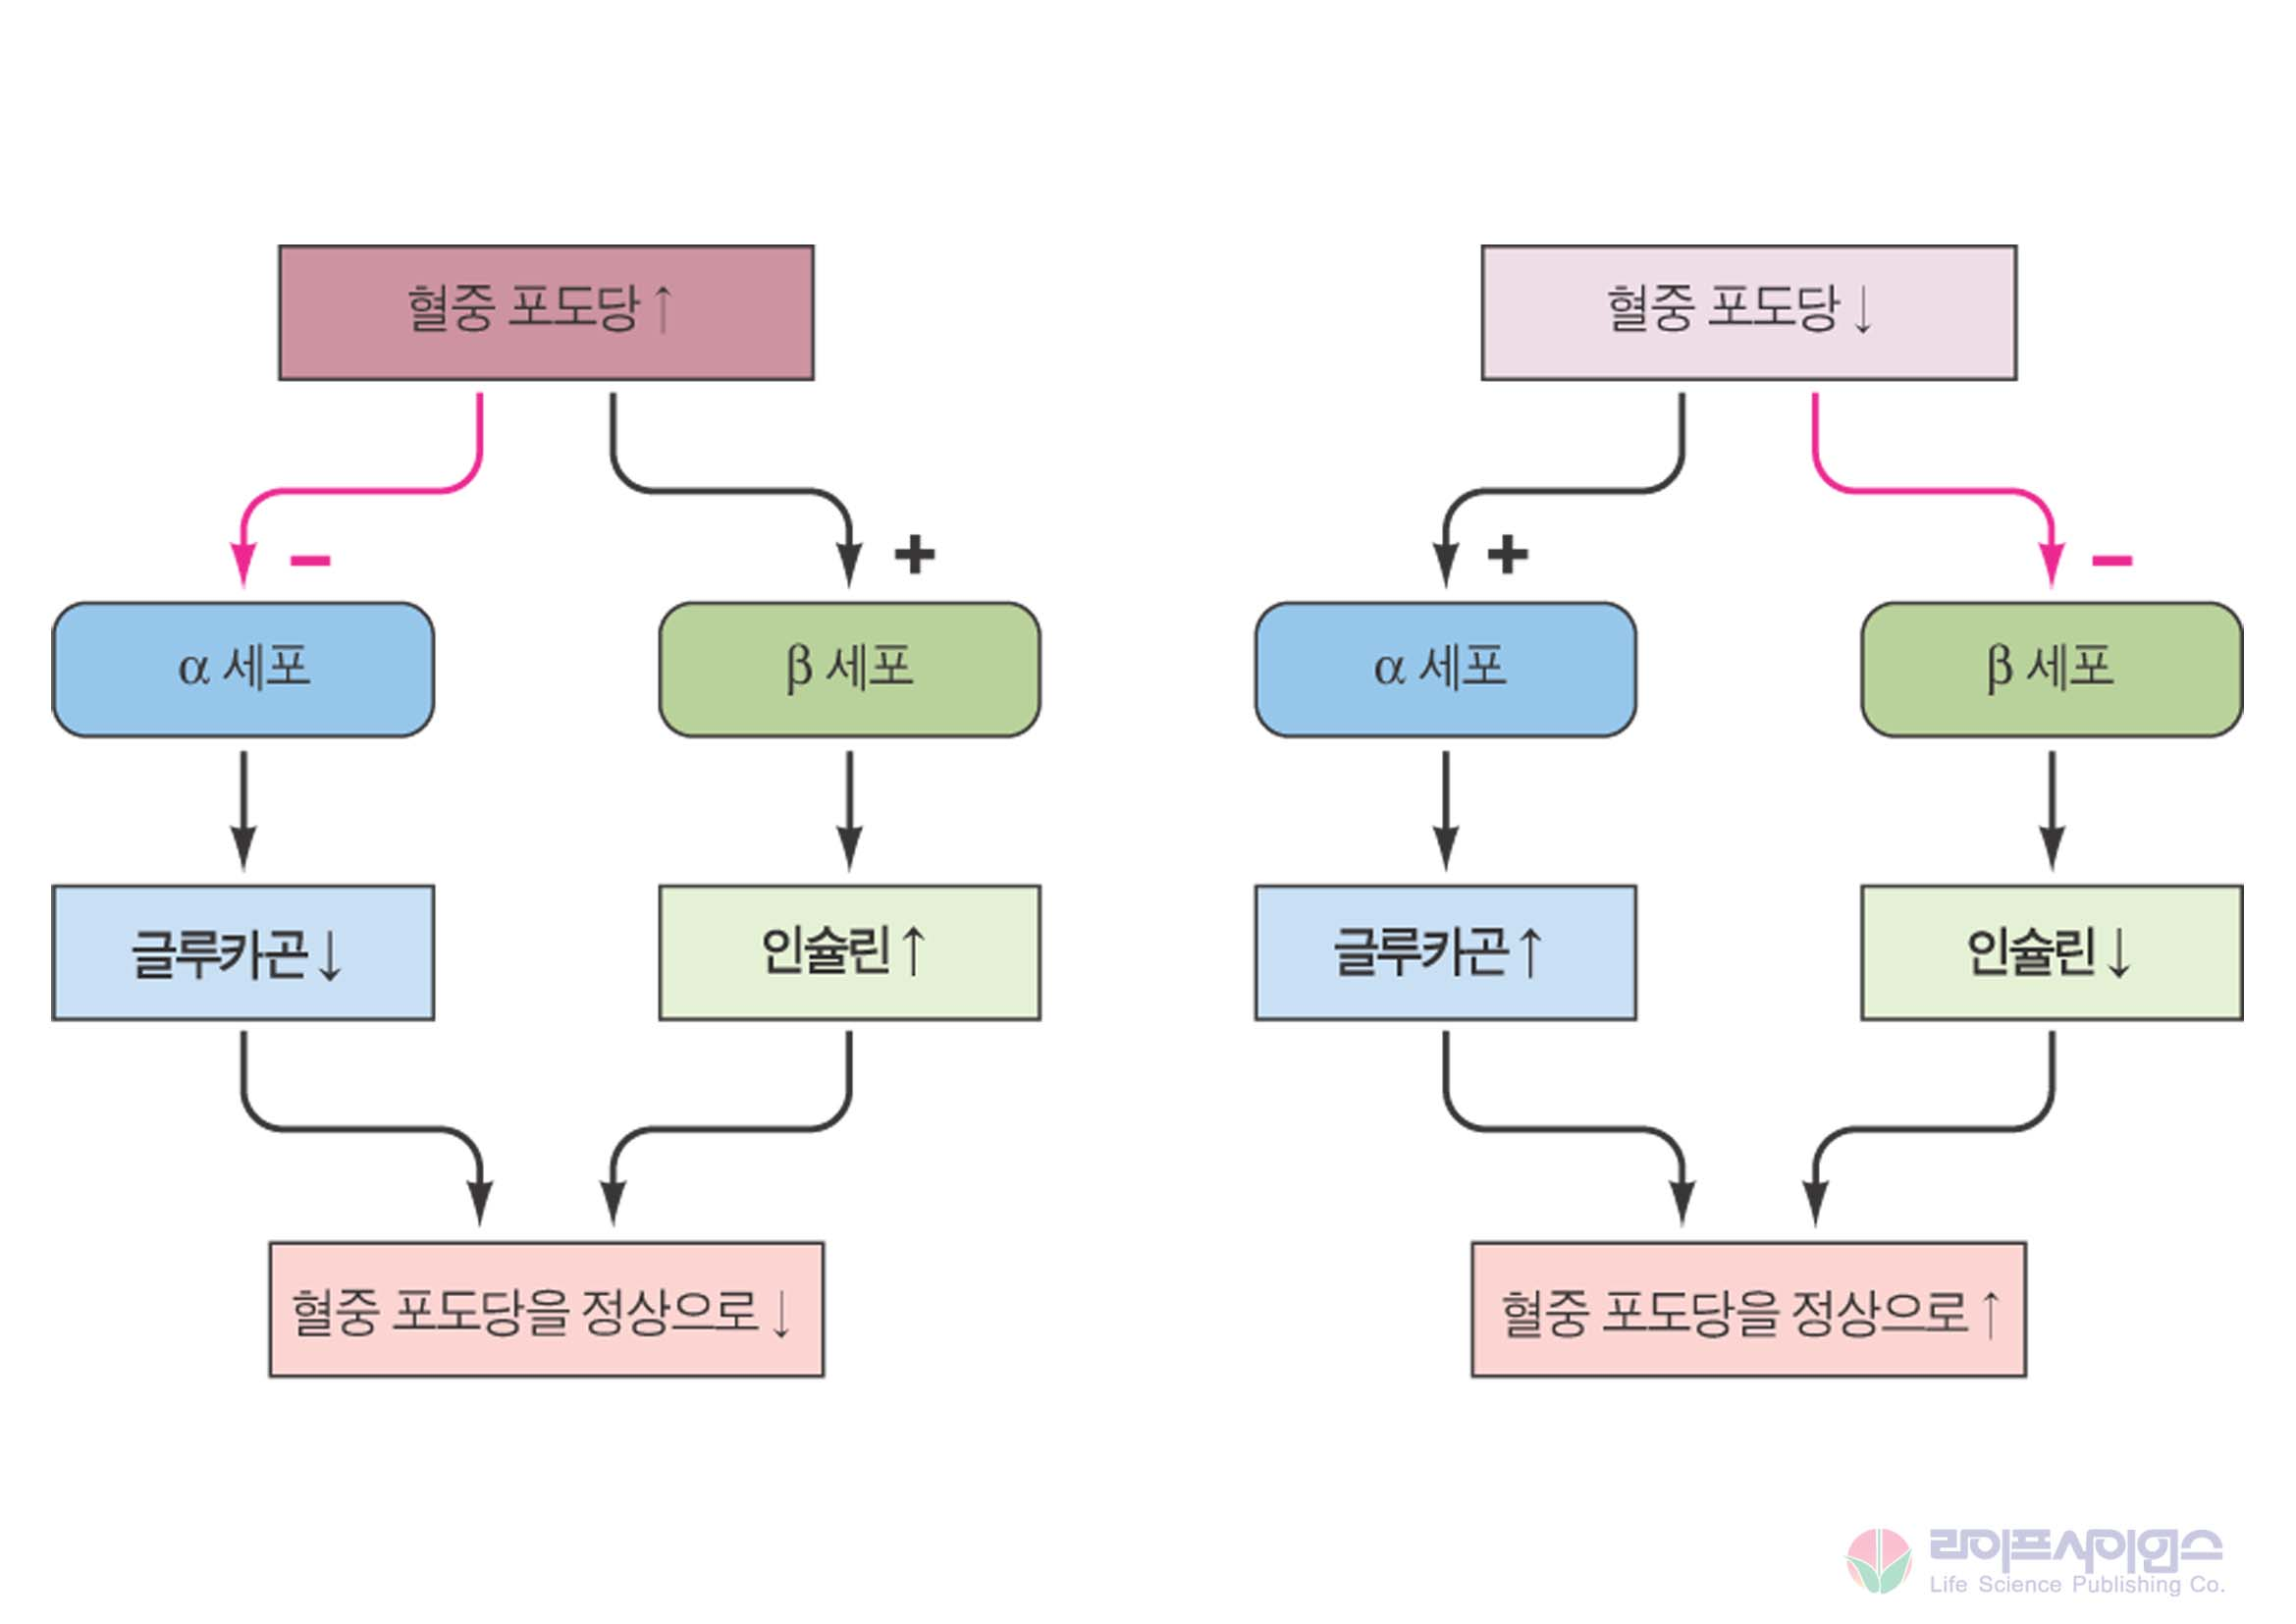 혈중 포도당↑
−
+
α 세포
β 세포
글루카곤↓
인슐린↑
혈중 포도당을 정상으로↓
혈중 포도당↓
+
−
α 세포
β 세포
글루카곤↑
인슐린↓
혈중 포도당을 정상으로↑
라이프사이언스
Life Science Publishing Co.